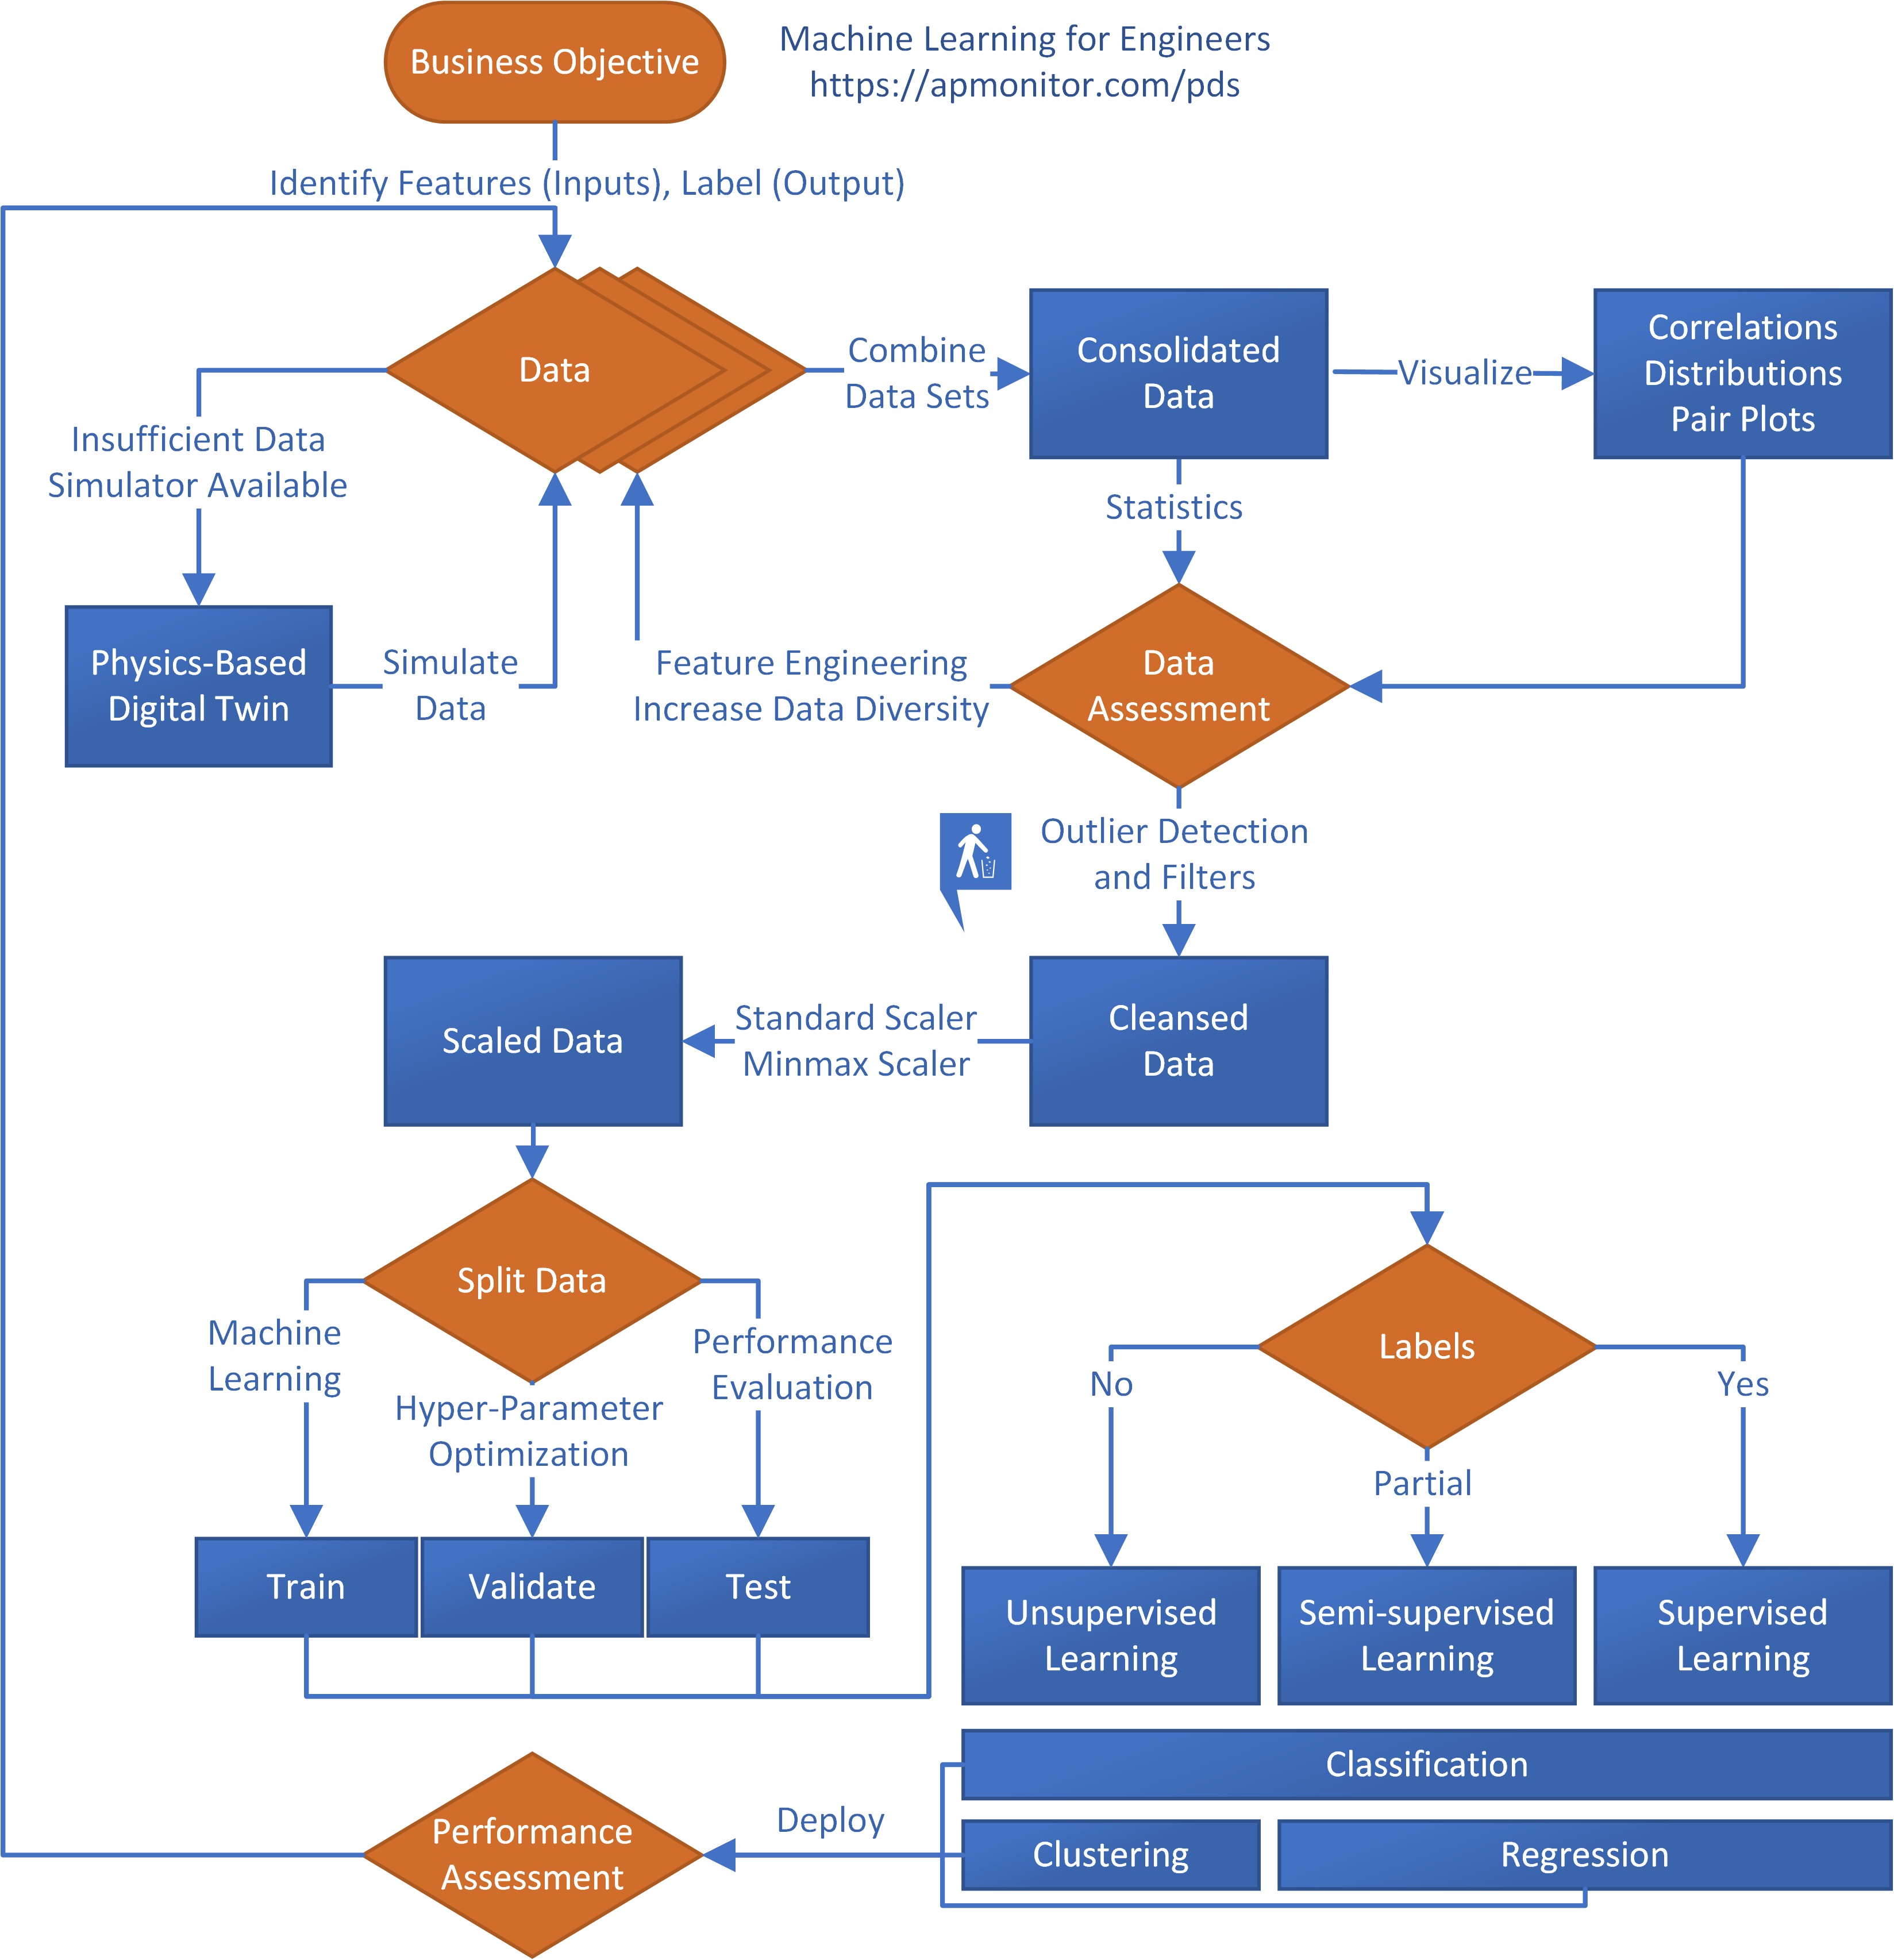 Business Objective
Machine Learning for Engineers
https://apmonitor.com/pds
Identify Features (Inputs), Label (Output)
Data
Combine
Data Sets
Consolidated
Data
Visualize
Correlations
Distributions
Pair Plots
Insufficient Data
Simulator Available
Statistics
Physics-Based
Digital Twin
Simulate
Data
Feature Engineering
Increase Data Diversity
Data
Assessment
Outlier Detection
and Filters
Scaled Data
Standard Scaler
Minmax Scaler
Cleansed
Data
Split Data
Machine
Learning
Hyper-Parameter
Optimization
Performance
Evaluation
Labels
No
Partial
Yes
Train
Validate
Test
Unsupervised
Learning
Semi-supervised
Learning
Supervised
Learning
Classification
Clustering
Regression
Deploy
Performance
Assessment